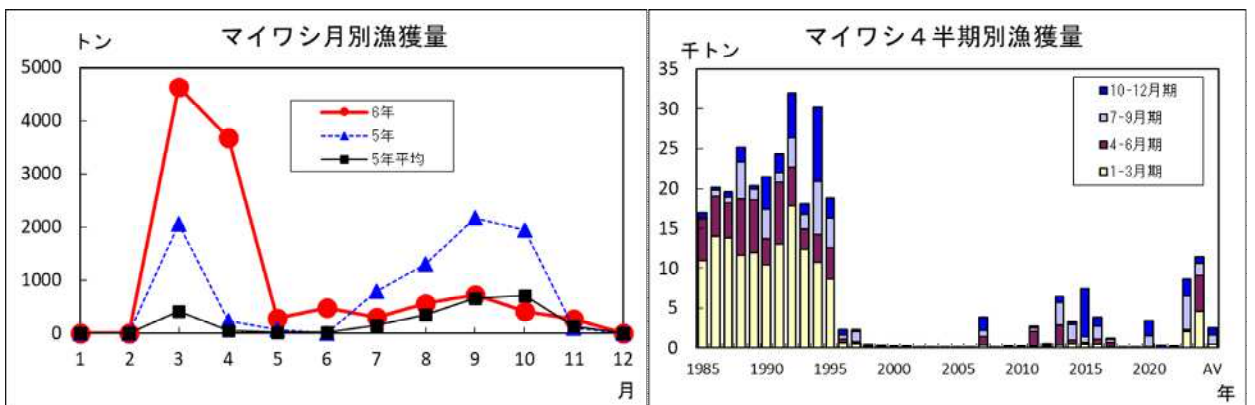 マイワシ月別漁獲量
トン
5000
4000
3000
2000
1000
0
6年
5年
5年平均
1 2 3 4 5 6 7 8 9 10 11 12
月
マイワシ４半期別漁獲量
千トン
35
30
25
20
15
10
5
0
10-12月期
7-9月期
4-6月期
1-3月期
1985 1990 1995 2000 2005 2010 2015 2020 AV
年